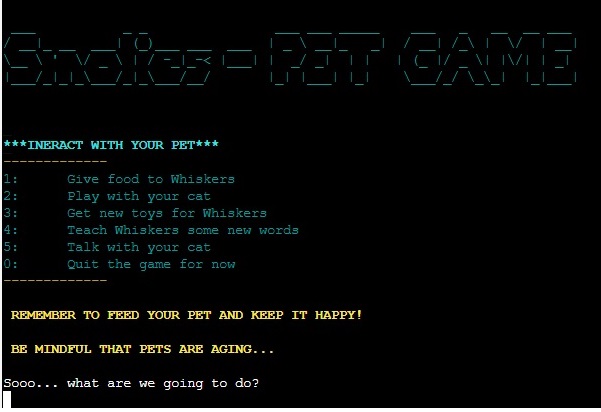 - PET GAME
***INERACT WITH YOUR PET***
-------------
1: Give food to Whiskers
2: Play with your cat
3: Get new toys for Whiskers
4: Teach Whiskers some new words
5: Talk with your cat
0: Quit the game for now
-------------
REMEMBER TO FEED YOUR PET AND KEEP IT HAPPY!
BE MINDFUL THAT PETS ARE AGING...
Sooo... what are we going to do?